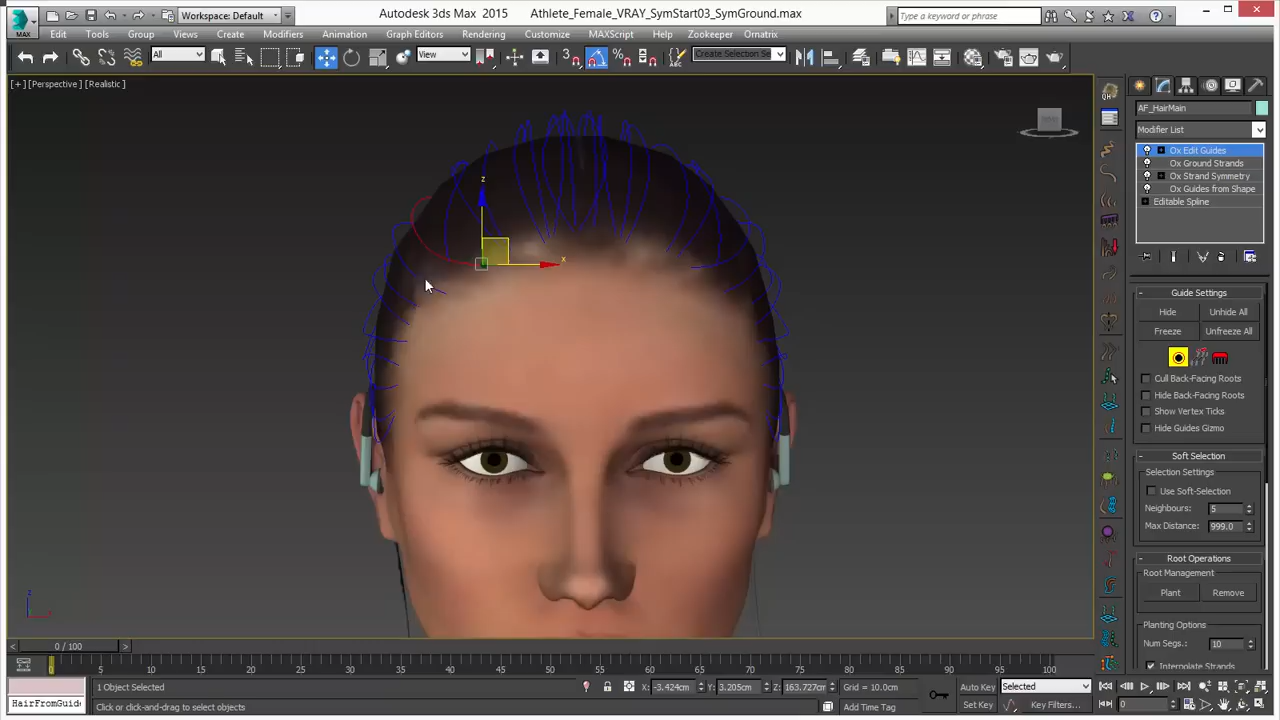 MAX
Workspace: Default
Autodesk 3ds Max 2015
Athlete_Female_VRAY_SymStart03_SymGround.max
Type a keyword or phrase
Edit
Tools
Group
Views
Create
Modifiers
Animation
Graph Editors
Rendering
Customize
MAXScript
Help
Zookeeper
Ornatrix
All
View
Create Selection Se
[+] [Perspective] [Realistic]
z
x
AF_HairMain
Modifier List
Ox Edit Guides
Ox Ground Strands
Ox Strand Symmetry
Ox Guides from Shape
Editable Spline
Guide Settings
Hide
Unhide All
Freeze
Unfreeze All
Cull Back-Facing Roots
Hide Back-Facing Roots
Show Vertex Ticks
Hide Guides Gizmo
Soft Selection
Selection Settings
Use Soft-Selection
Neighbours: 5
Max Distance: 999.0
Root Operations
Root Management
Plant
Remove
Planting Options
Num Segs.: 10
Interpolate Strands
0 / 100
0 5 10 15 20 25 30 35 40 45 50 55 60 65 70 75 80 85 90 95 100
1 Object Selected
X: -3.424cm
Y: 3.205cm
Z: 163.727cm
Grid = 10.0cm
Auto Key
Selected
HairFromGuide
Click or click-and-drag to select objects
Add Time Tag
Set Key
Key Filters...
0